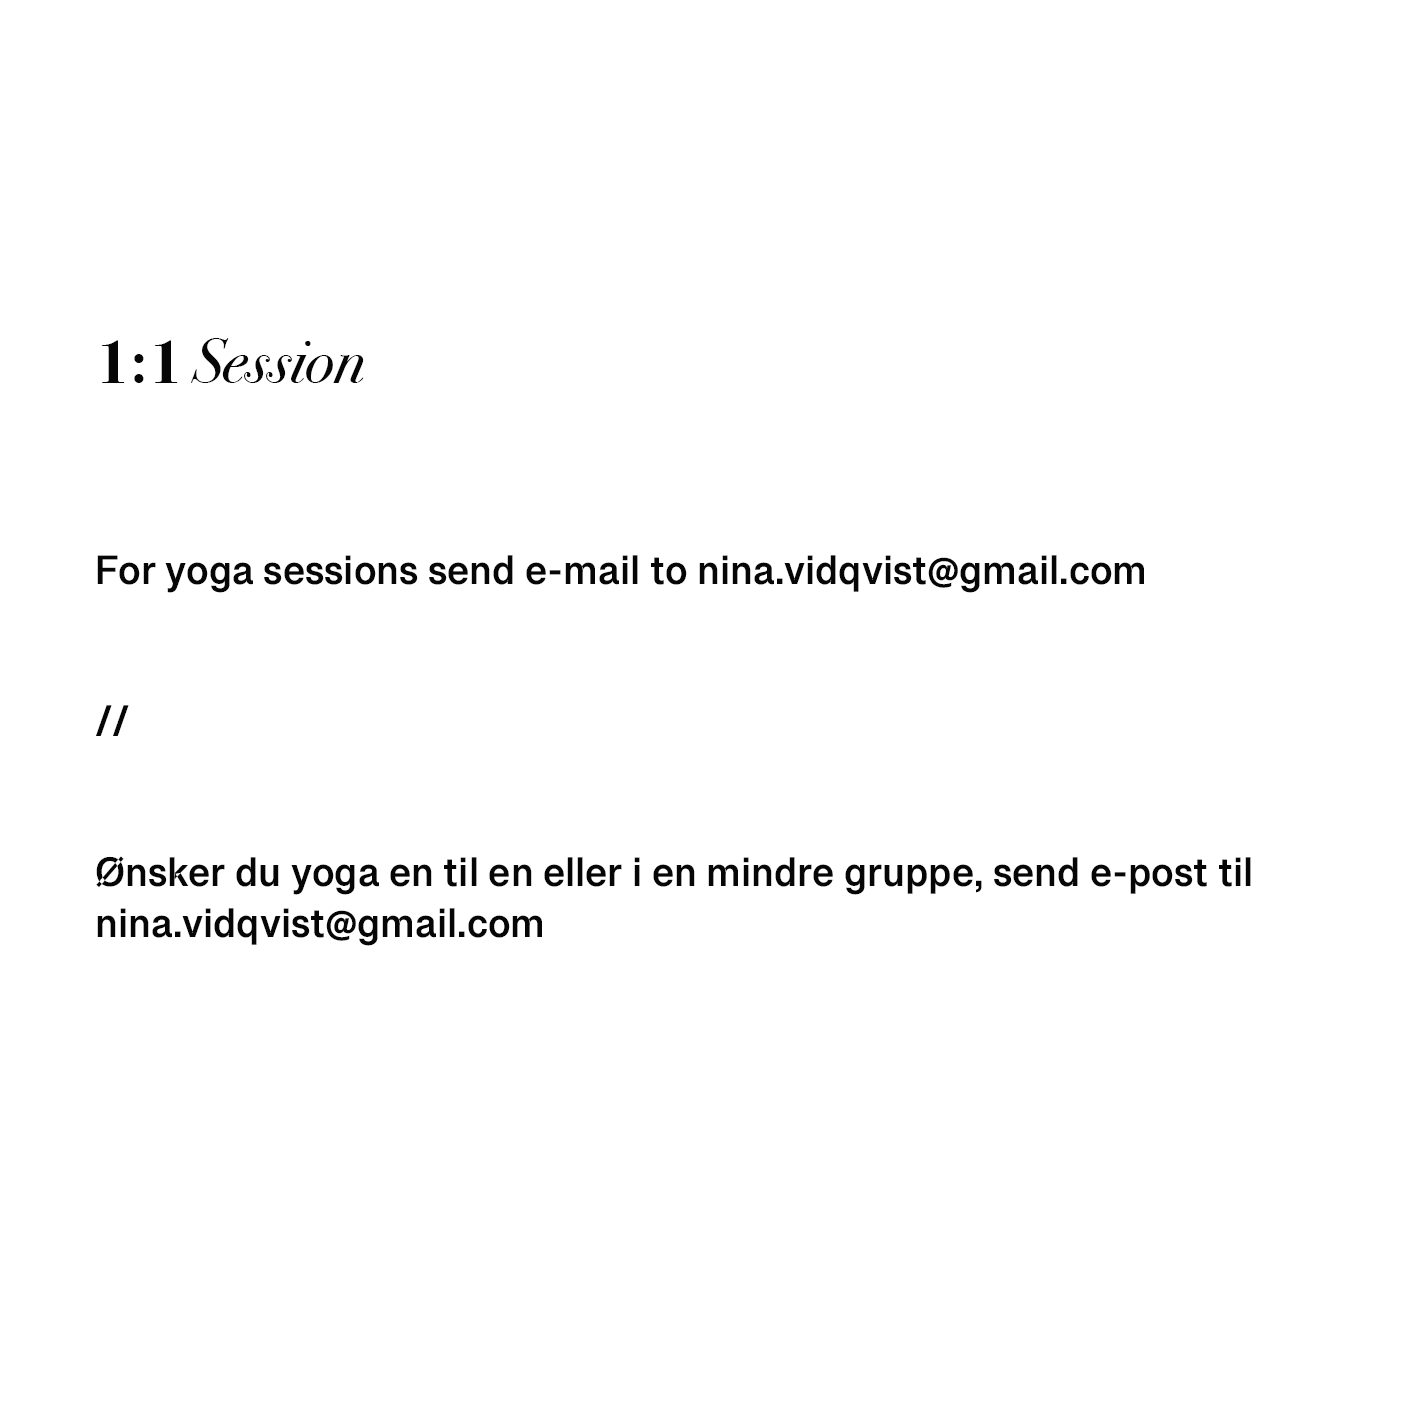 1:1 Session
For yoga sessions send e-mail to nina.vidqvist@gmail.com
//
Ønsker du yoga en til en eller i en mindre gruppe, send e-post til
nina.vidqvist@gmail.com